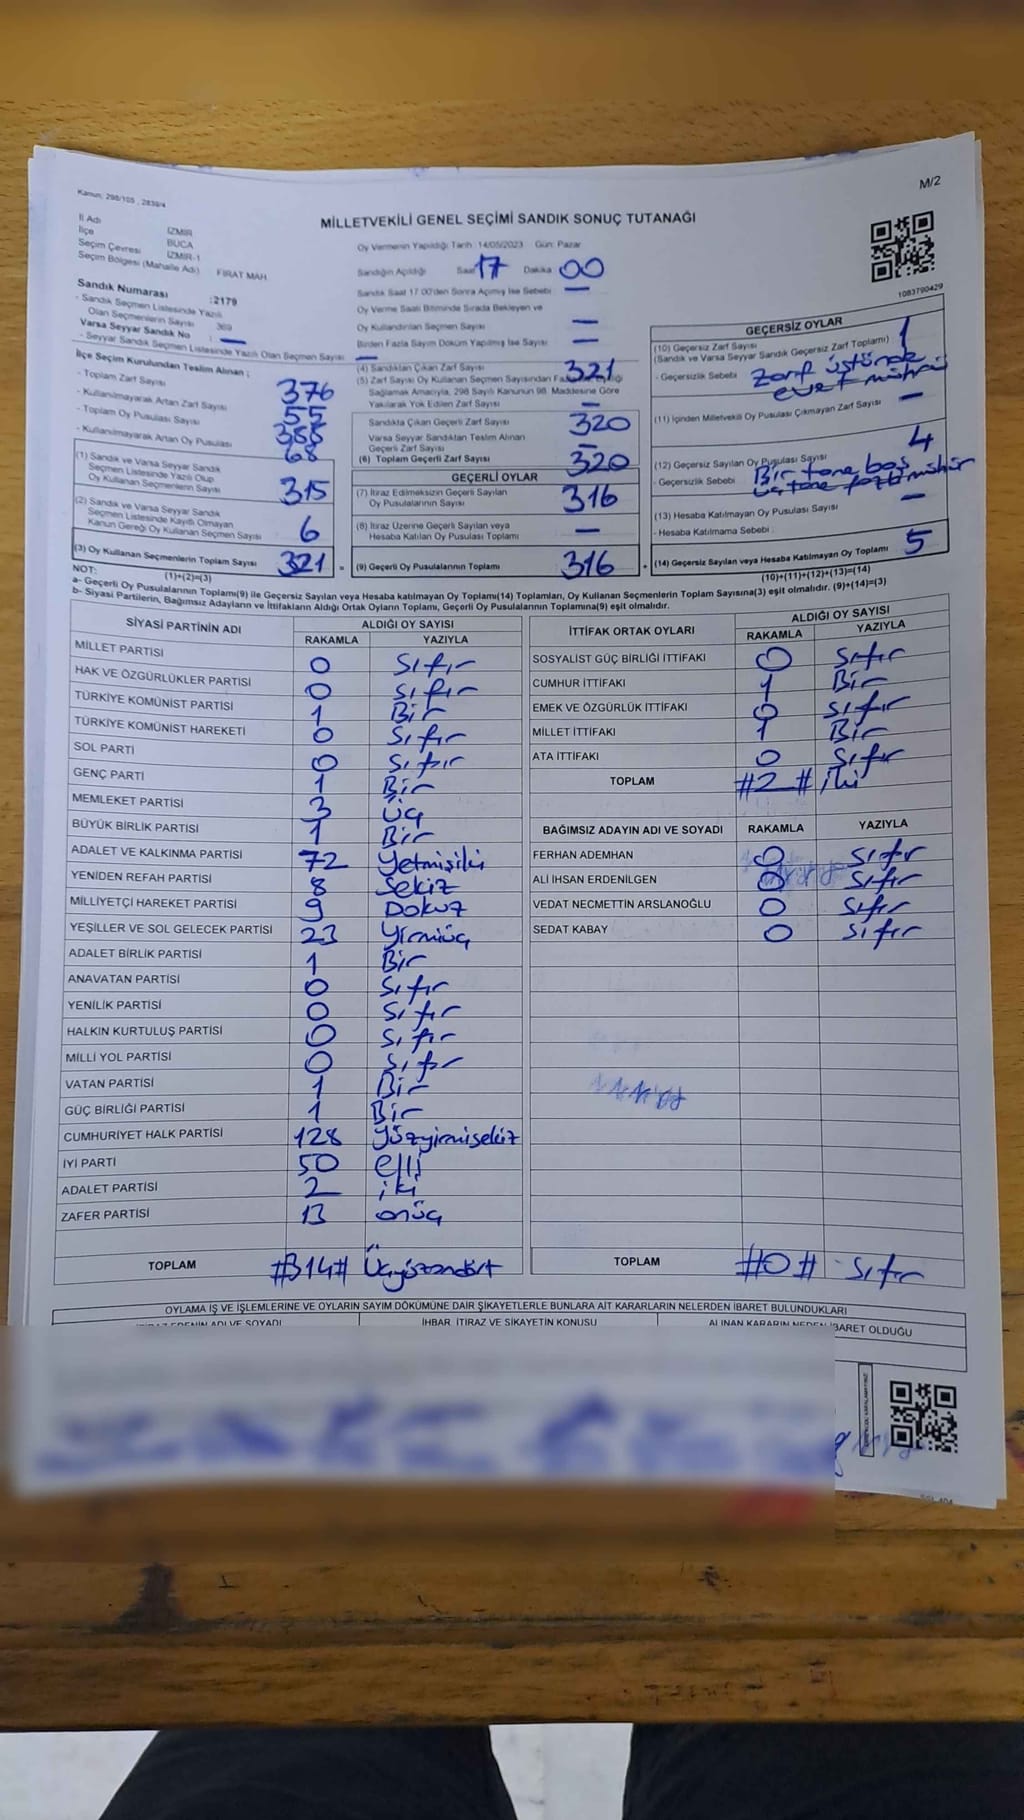 Kanun: 298/105 , 2839/4
M/2
MİLLETVEKİLİ GENEL SEÇİMİ SANDIK SONUÇ TUTANAĞI
İl Adı İZMİR
İlçe BUCA
Seçim Çevresi İZMİR-1
Seçim Bölgesi (Mahalle Adı) FIRAT MAH.
Sandık Numarası :2179
- Sandık Seçmen Listesinde Yazılı
Olan Seçmenlerin Sayısı 369
Varsa Seyyar Sandık No : —
- Seyyar Sandık Seçmen Listesinde Yazılı Olan Seçmen Sayısı : —
İlçe Seçim Kurulundan Teslim Alınan ;
- Toplam Zarf Sayısı 376
- Kullanılmayarak Artan Zarf Sayısı 55
- Toplam Oy Pusulası Sayısı
- Kullanılmayarak Artan Oy Pusulası 68
(1) Sandık ve Varsa Seyyar Sandık
Seçmen Listesinde Yazılı Olup
Oy Kullanan Seçmenlerin Sayısı 315
(2) Sandık ve Varsa Seyyar Sandık
Seçmen Listesinde Kayıtlı Olmayan
Kanun Gereği Oy Kullanan Seçmen Sayısı 6
(3) Oy Kullanan Seçmenlerin Toplam Sayısı 321
(1)+(2)=(3)
Oy Vermenin Yapıldığı Tarih : 14/05/2023 Gün: Pazar
Sandığın Açıldığı Saat 17 Dakika 00
Sandık Saat 17.00'den Sonra Açılmış İse Sebebi : —
Oy Verme Saati Bitiminde Sırada Bekleyen ve
Oy Kullandırılan Seçmen Sayısı —
Birden Fazla Sayım Döküm Yapılmış İse Sayısı : —
(4) Sandıktan Çıkan Zarf Sayısı 321
(5) Zarf Sayısı Oy Kullanan Seçmen Sayısından
Sağlamak Amacıyla, 298 Sayılı Kanunun 98. Maddesine Göre
Yakılarak Yok Edilen Zarf Sayısı —
Sandıkta Çıkan Geçerli Zarf Sayısı 320
Varsa Seyyar Sandıktan Teslim Alınan
Geçerli Zarf Sayısı —
(6) Toplam Geçerli Zarf Sayısı 320
GEÇERLİ OYLAR
(7) İtiraz Edilmeksizin Geçerli Sayılan
Oy Pusulalarının Sayısı 316
(8) İtiraz Üzerine Geçerli Sayılan veya
Hesaba Katılan Oy Pusulası Toplamı —
(9) Geçerli Oy Pusulalarının Toplamı 316
1083790429
GEÇERSİZ OYLAR
(10) Geçersiz Zarf Sayısı 1
(Sandık ve Varsa Seyyar Sandık Geçersiz Zarf Toplamı)
- Geçersizlik Sebebi Zarf üstünde
evet mührü
(11) İçinden Milletvekili Oy Pusulası Çıkmayan Zarf Sayısı —
(12) Geçersiz Sayılan Oy Pusulası Sayısı 4
- Geçersizlik Sebebi Bir tane boş
üç tane fazla mühür
(13) Hesaba Katılmayan Oy Pusulası Sayısı —
- Hesaba Katılmama Sebebi :
(14) Geçersiz Sayılan veya Hesaba Katılmayan Oy Toplamı 5
(10)+(11)+(12)+(13)=(14)
NOT:
a- Geçerli Oy Pusulalarının Toplamı(9) ile Geçersiz Sayılan veya Hesaba katılmayan Oy Toplamı(14) Toplamları, Oy Kullanan Seçmenlerin Toplam Sayısına(3) eşit olmalıdır. (9)+(14)=(3)
b- Siyasi Partilerin, Bağımsız Adayların ve İttifakların Aldığı Ortak Oyların Toplamı, Geçerli Oy Pusulalarının Toplamına(9) eşit olmalıdır.
SİYASİ PARTİNİN ADI ALDIĞI OY SAYISI
RAKAMLA YAZIYLA
MİLLET PARTİSİ 0 Sıfır
HAK VE ÖZGÜRLÜKLER PARTİSİ 0 Sıfır
TÜRKİYE KOMÜNİST PARTİSİ 1 Bir
TÜRKİYE KOMÜNİST HAREKETİ 0 Sıfır
SOL PARTİ 0 Sıfır
GENÇ PARTİ 1 Bir
MEMLEKET PARTİSİ 3 üç
BÜYÜK BİRLİK PARTİSİ 1 Bir
ADALET VE KALKINMA PARTİSİ 72 Yetmişiki
YENİDEN REFAH PARTİSİ 8 Sekiz
MİLLİYETÇİ HAREKET PARTİSİ 9 Dokuz
YEŞİLLER VE SOL GELECEK PARTİSİ 23 Yirmiüç
ADALET BİRLİK PARTİSİ 1 Bir
ANAVATAN PARTİSİ 0 Sıfır
YENİLİK PARTİSİ 0 Sıfır
HALKIN KURTULUŞ PARTİSİ 0 Sıfır
MİLLİ YOL PARTİSİ 0 Sıfır
VATAN PARTİSİ 1 Bir
GÜÇ BİRLİĞİ PARTİSİ 1 Bir
CUMHURİYET HALK PARTİSİ 128 yüzyirmisekiz
İYİ PARTİ 50 elli
ADALET PARTİSİ 2 iki
ZAFER PARTİSİ 13 onüç
TOPLAM #314# Üçyüzondört
İTTİFAK ORTAK OYLARI ALDIĞI OY SAYISI
RAKAMLA YAZIYLA
SOSYALİST GÜÇ BİRLİĞİ İTTİFAKI 0 Sıfır
CUMHUR İTTİFAKI 1 Bir
EMEK VE ÖZGÜRLÜK İTTİFAKI 0 Sıfır
MİLLET İTTİFAKI 1 Bir
ATA İTTİFAKI 0 Sıfır
TOPLAM #2# iki
BAĞIMSIZ ADAYIN ADI VE SOYADI RAKAMLA YAZIYLA
FERHAN ADEMHAN 0 Sıfır
ALİ İHSAN ERDENİLGEN 0 Sıfır
VEDAT NECMETTİN ARSLANOĞLU 0 Sıfır
SEDAT KABAY 0 Sıfır
TOPLAM #0# Sıfır
OYLAMA İŞ VE İŞLEMLERİNE VE OYLARIN SAYIM DÖKÜMÜNE DAİR ŞİKAYETLERLE BUNLARA AİT KARARLARIN NELERDEN İBARET BULUNDUKLARI
İTİRAZ EDENİN ADI VE SOYADI İHBAR, İTİRAZ VE ŞİKAYETİN KONUSU ALINAN KARARIN NEDEN İBARET OLDUĞU